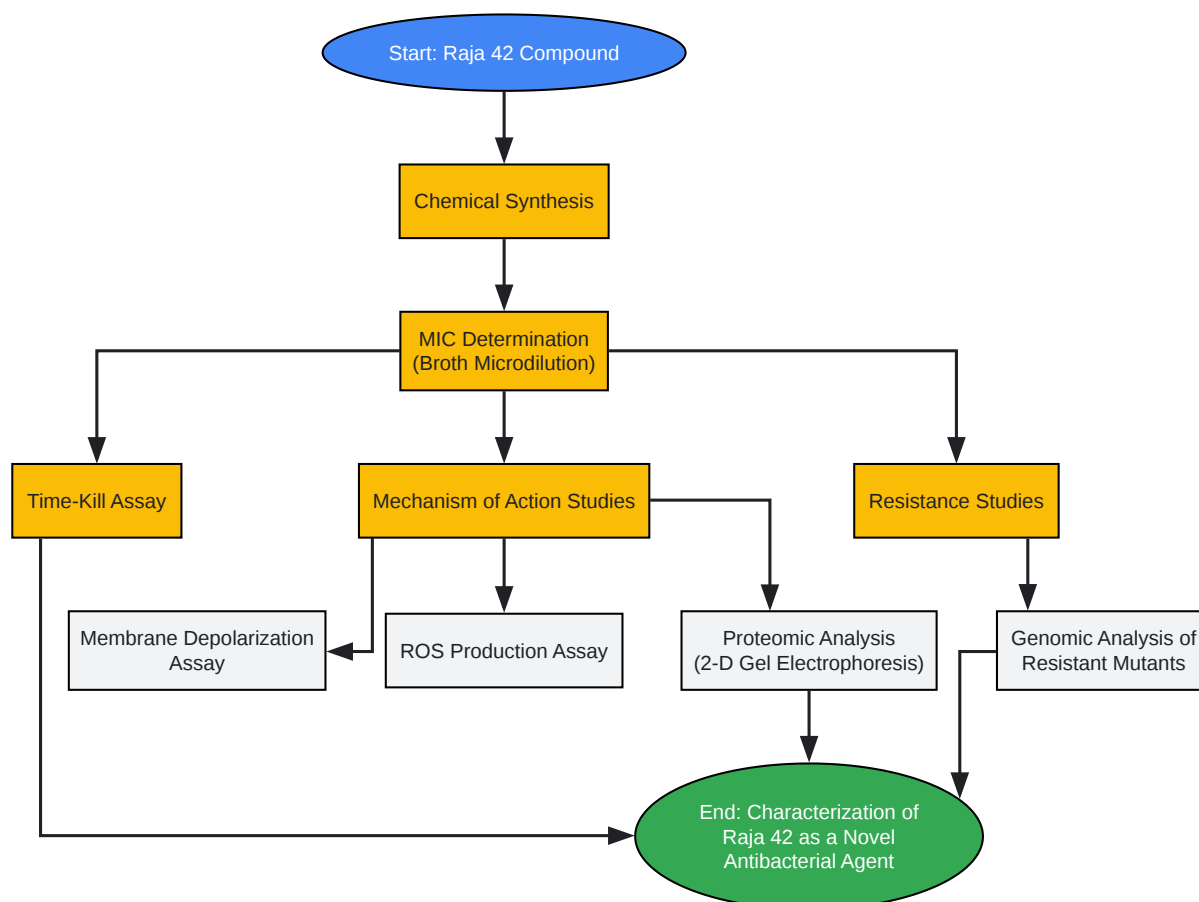 Start: Raja 42 Compound
Chemical Synthesis
MIC Determination
(Broth Microdilution)
Time-Kill Assay
Mechanism of Action Studies
Resistance Studies
Membrane Depolarization
Assay
ROS Production Assay
Proteomic Analysis
(2-D Gel Electrophoresis)
Genomic Analysis of
Resistant Mutants
End: Characterization of
Raja 42 as a Novel
Antibacterial Agent